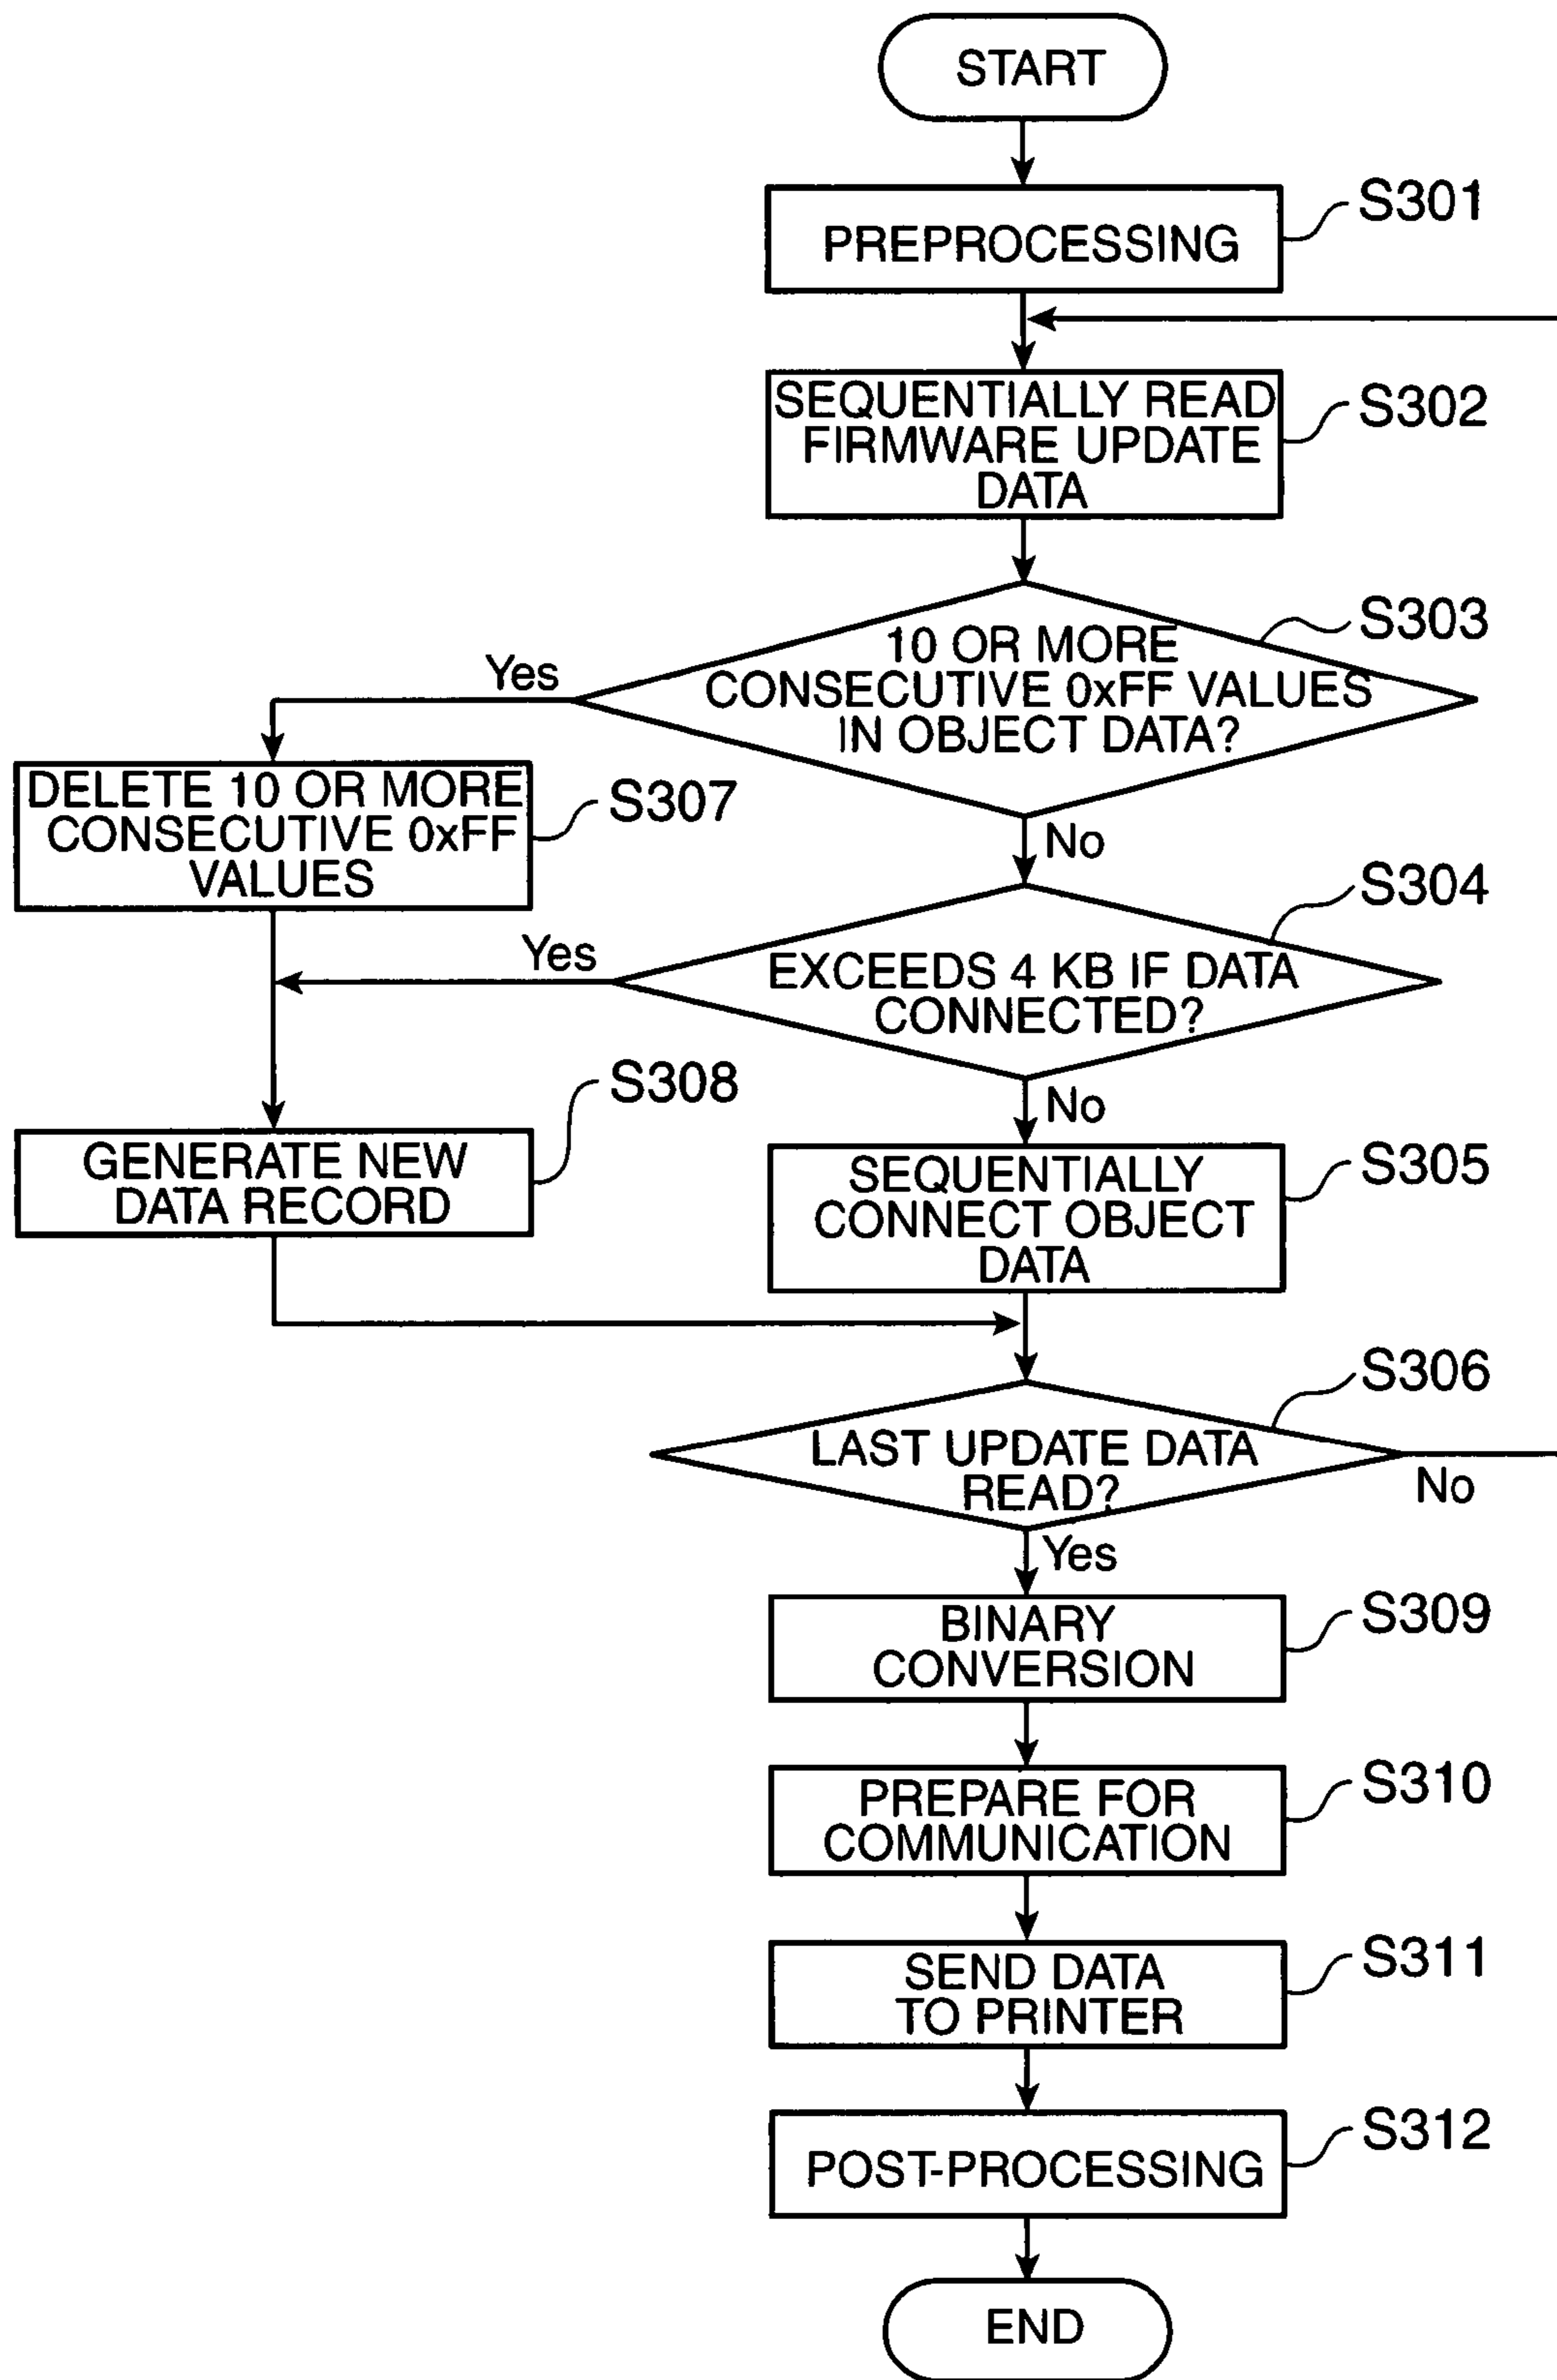 START
PREPROCESSING
S301
SEQUENTIALLY READ
FIRMWARE UPDATE
DATA
S302
10 OR MORE
CONSECUTIVE 0xFF VALUES
IN OBJECT DATA?
S303
Yes
No
DELETE 10 OR MORE
CONSECUTIVE 0xFF
VALUES
S307
EXCEEDS 4 KB IF DATA
CONNECTED?
S304
Yes
No
GENERATE NEW
DATA RECORD
S308
SEQUENTIALLY
CONNECT OBJECT
DATA
S305
LAST UPDATE DATA
READ?
S306
No
Yes
BINARY
CONVERSION
S309
PREPARE FOR
COMMUNICATION
S310
SEND DATA
TO PRINTER
S311
POST-PROCESSING
S312
END